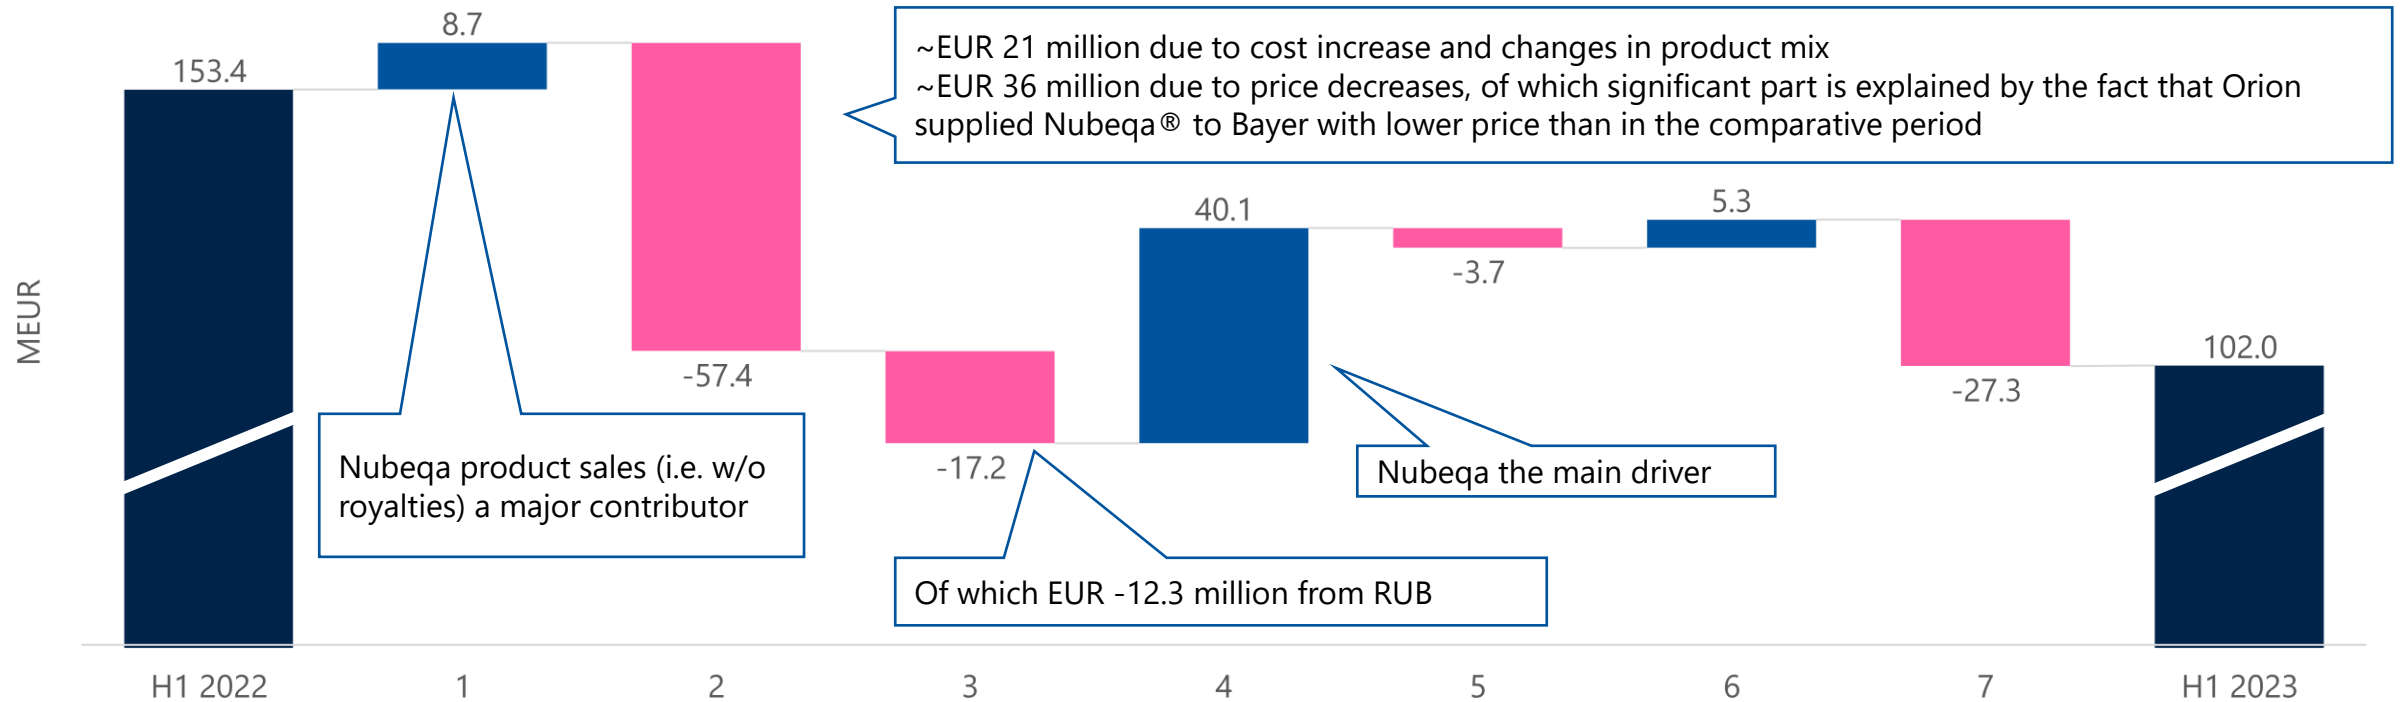 8.7
153.4
~EUR 21 million due to cost increase and changes in product mix
~EUR 36 million due to price decreases, of which significant part is explained by the fact that Orion
supplied Nubeqa® to Bayer with lower price than in the comparative period
40.1
5.3
-3.7
MEUR
102.0
-57.4
-27.3
-17.2
Nubeqa product sales (i.e. w/o
royalties) a major contributor
Nubeqa the main driver
Of which EUR -12.3 million from RUB
H1 2022
1
2
3
4
5
6
7
H1 2023